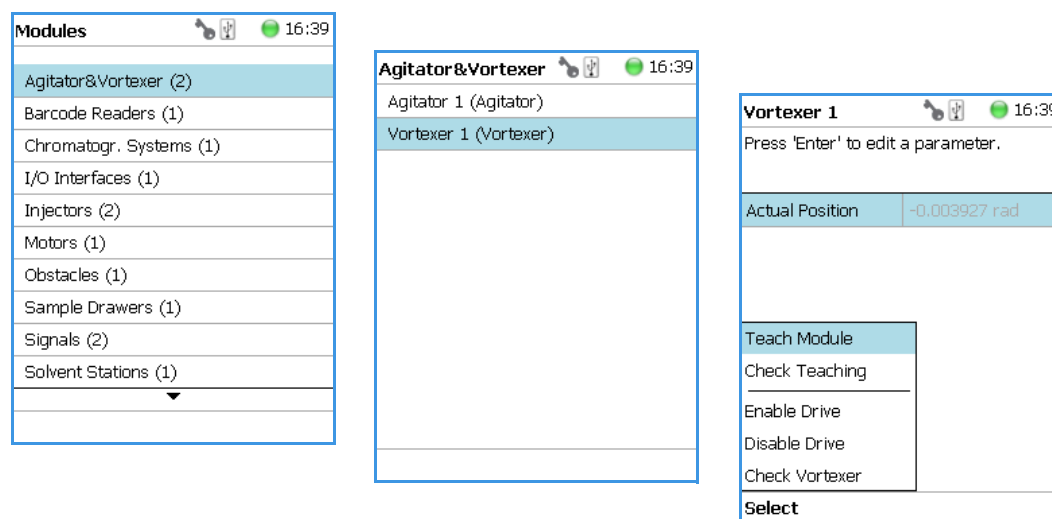 Modules 16:39
Agitator&Vortexer (2)
Barcode Readers (1)
Chromatogr. Systems (1)
I/O Interfaces (1)
Injectors (2)
Motors (1)
Obstacles (1)
Sample Drawers (1)
Signals (2)
Solvent Stations (1)
Agitator&Vortexer 16:39
Agitator 1 (Agitator)
Vortexer 1 (Vortexer)
Vortexer 1 16:39
Press 'Enter' to edit a parameter.
Actual Position -0.003927 rad
Teach Module
Check Teaching
Enable Drive
Disable Drive
Check Vortexer
Select